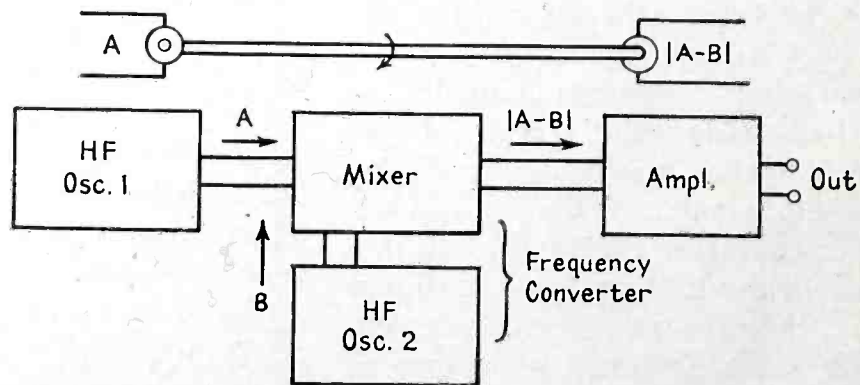 A
|A-B|
A
|A-B|
HF
Osc. 1
Mixer
Ampl.
Out
B
HF
Osc. 2
Frequency
Converter